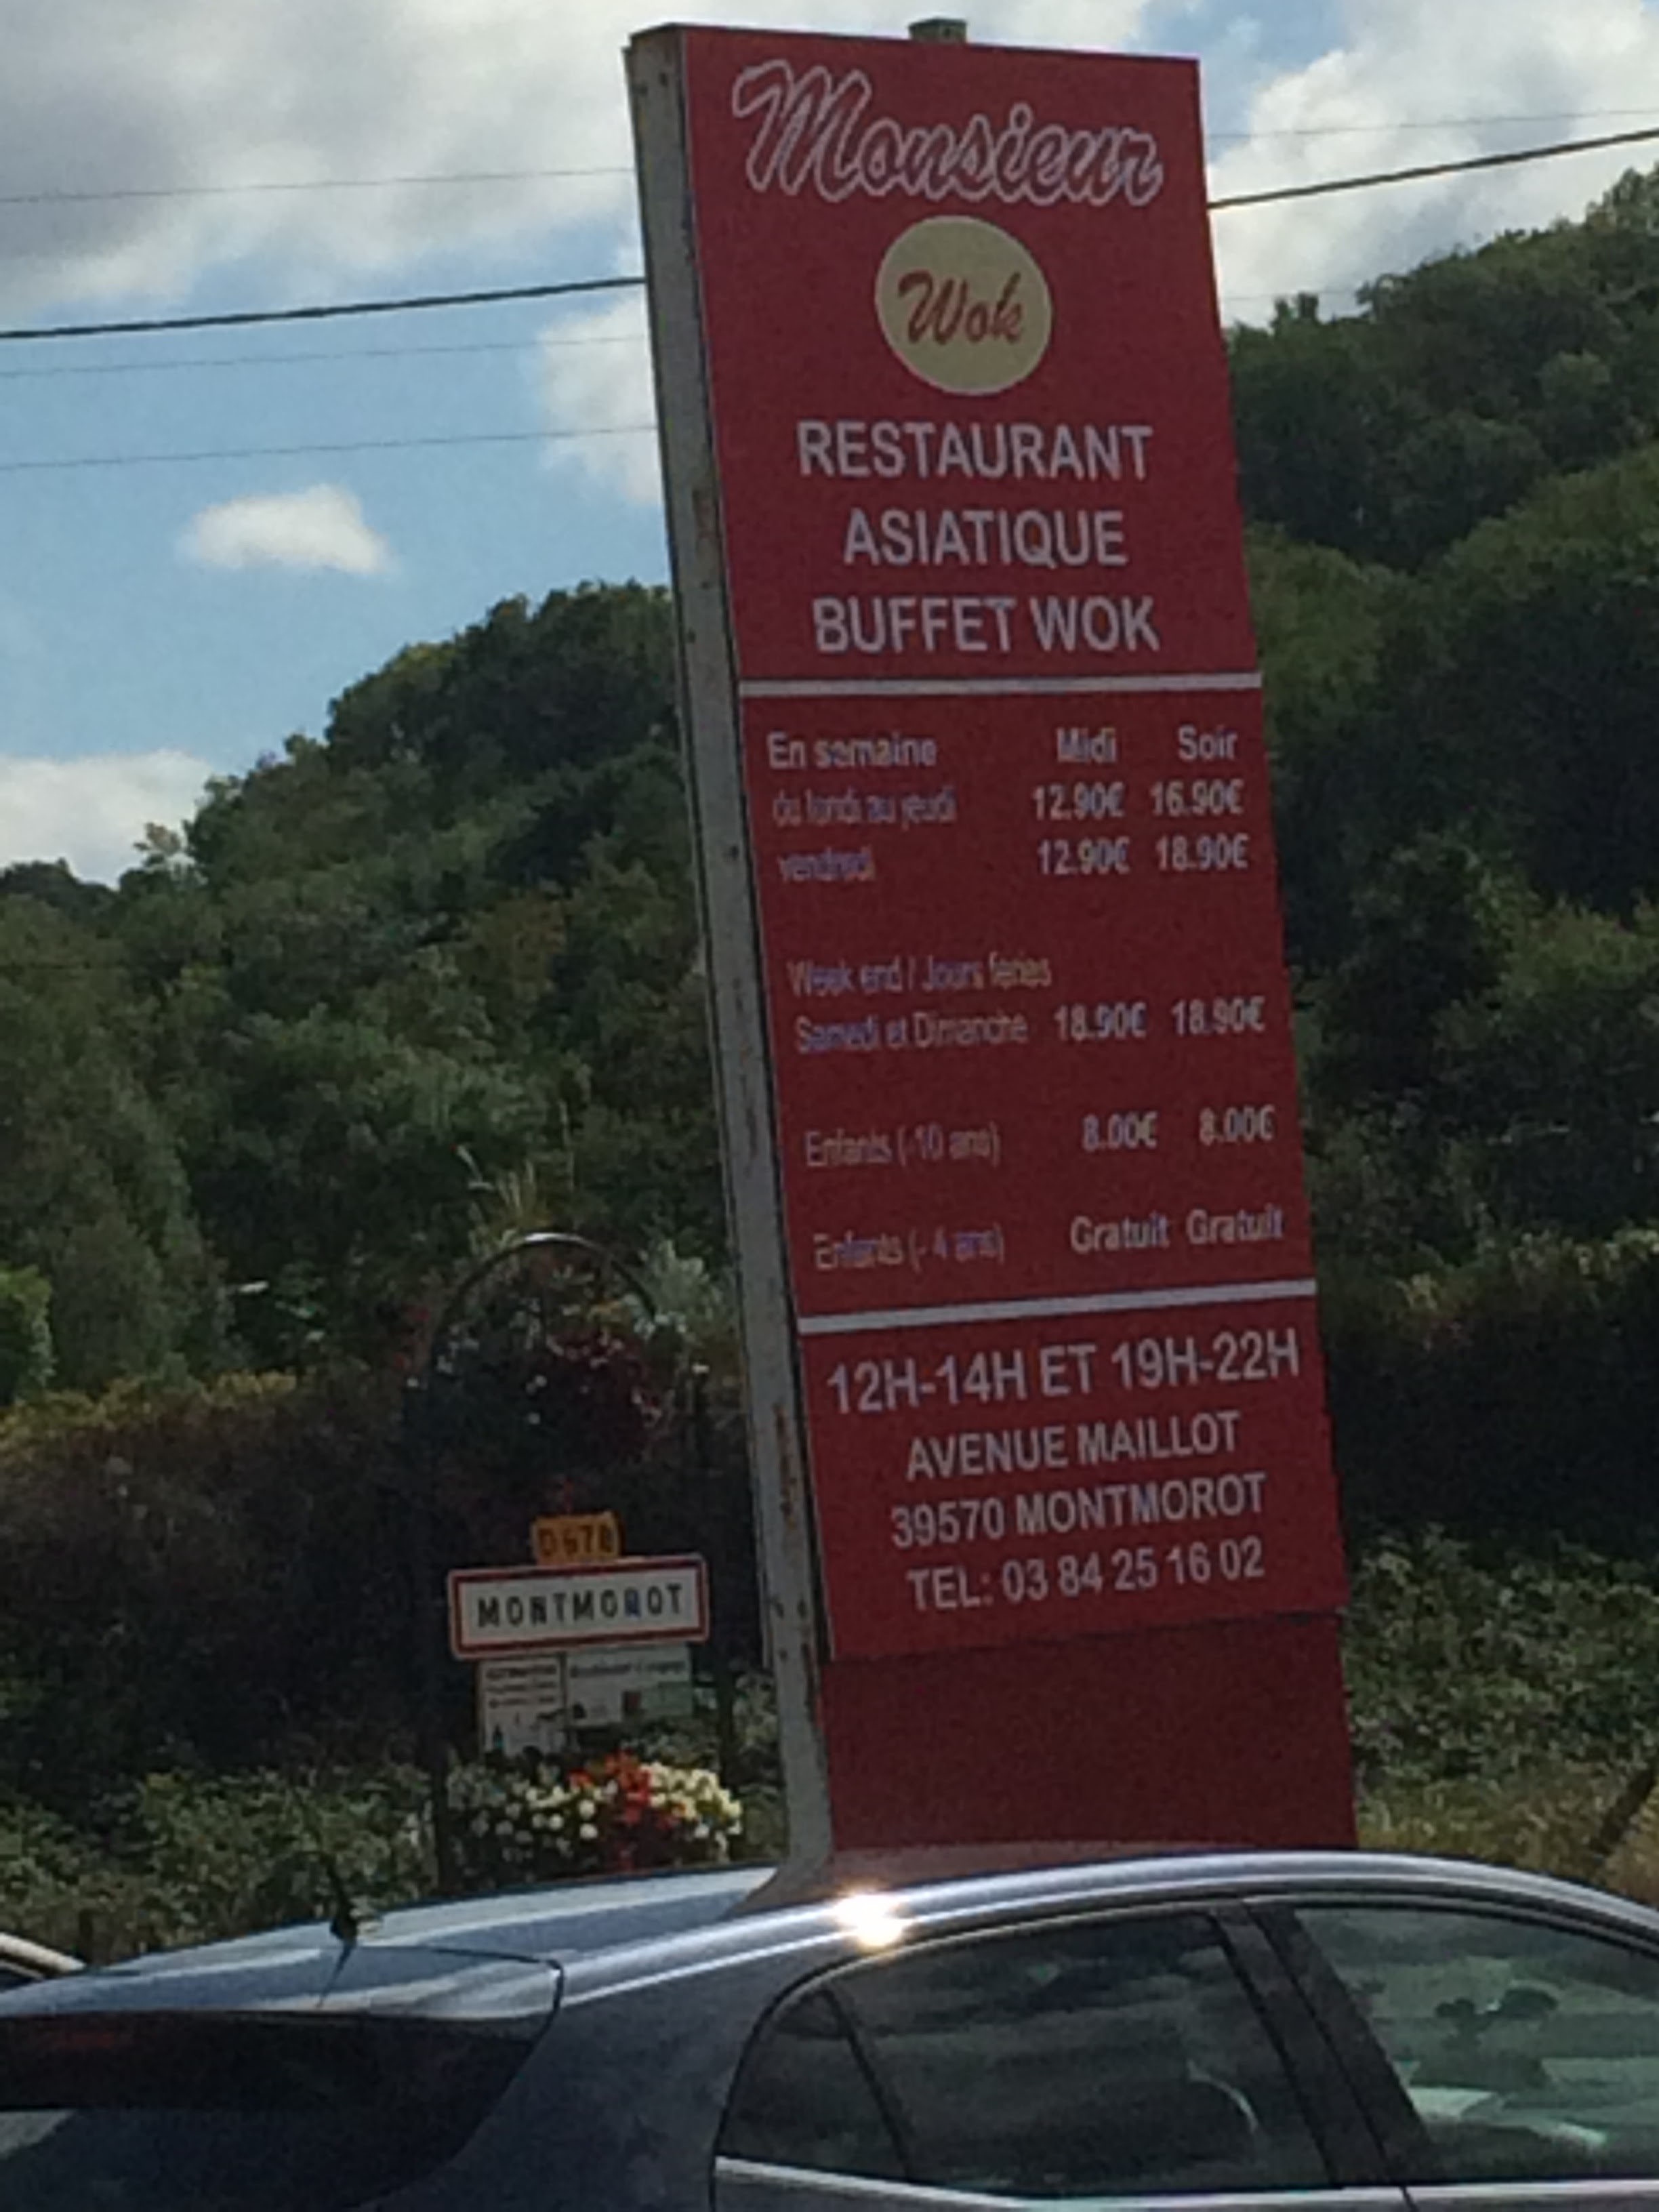 Monsieur
Wok
RESTAURANT
ASIATIQUE
BUFFET WOK
En semaine Midi Soir
du lundi au jeudi 12.90€ 16.90€
vendredi 12.90€ 18.90€
Week end / Jours fériés
Samedi et Dimanche 18.90€ 18.90€
Enfants (-10 ans) 8.00€ 8.00€
Enfants (- 4 ans) Gratuit Gratuit
12H-14H ET 19H-22H
AVENUE MAILLOT
39570 MONTMOROT
TEL: 03 84 25 16 02
D 678
MONTMOROT